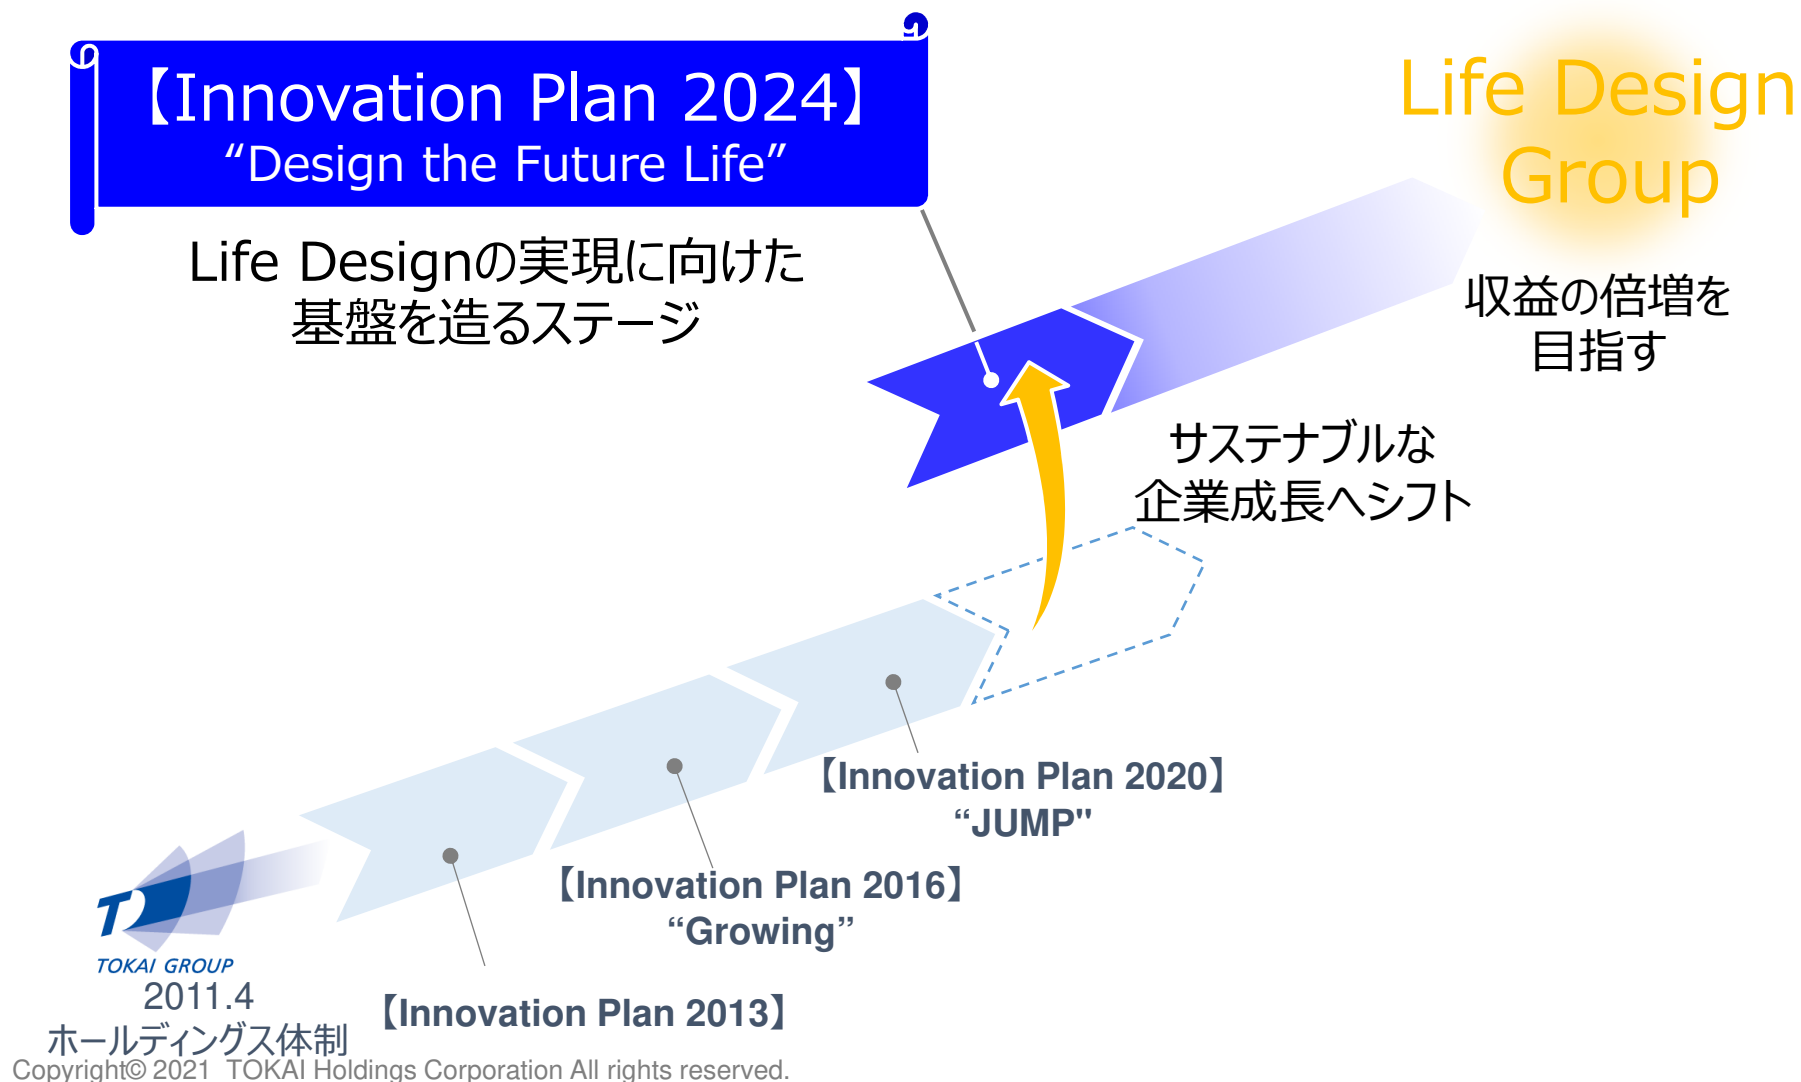 【Innovation Plan 2024】
“Design the Future Life”
Life Design
Group
Life Designの実現に向けた
基盤を造るステージ
収益の倍増を
目指す
サステナブルな
企業成長へシフト
【Innovation Plan 2020】
“JUMP"
【Innovation Plan 2016】
“Growing”
【Innovation Plan 2013】
T
TOKAI GROUP
2011.4
ホールディングス体制
Copyright© 2021 TOKAI Holdings Corporation All rights reserved.